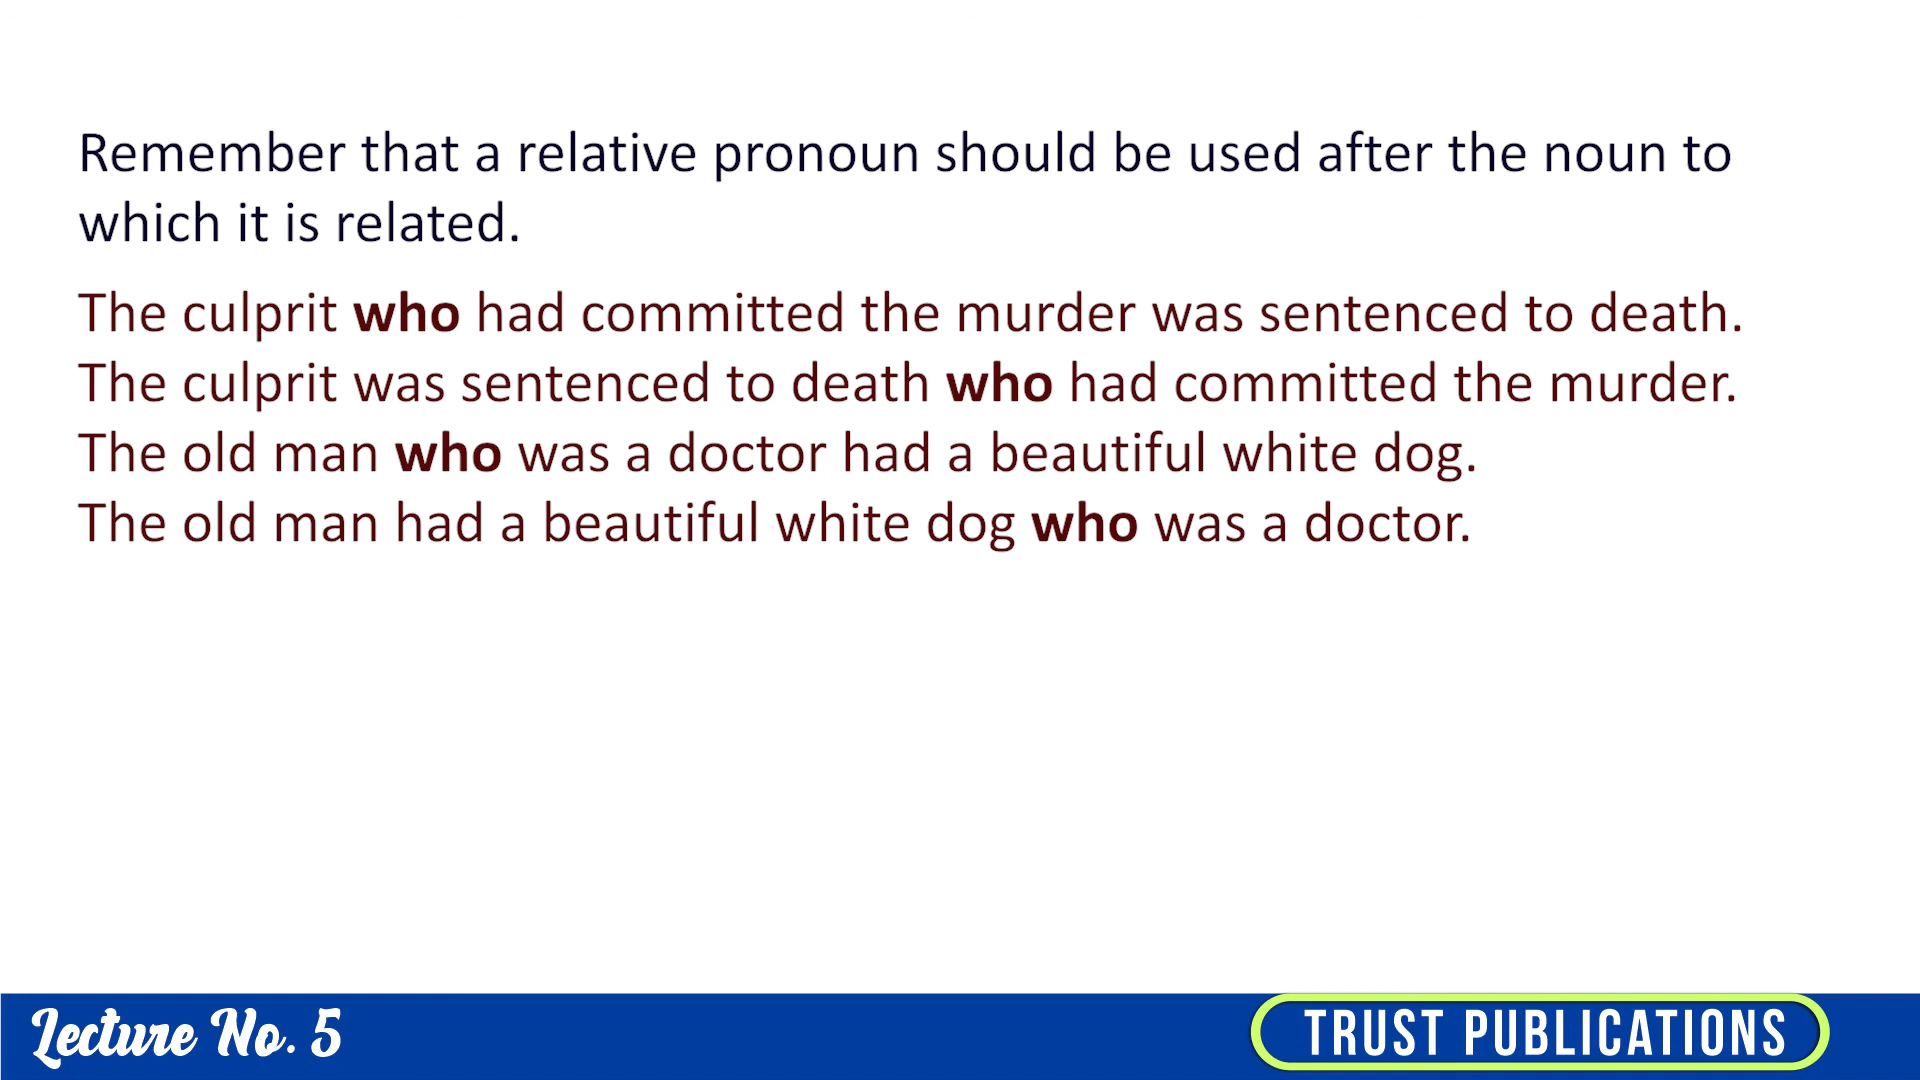 Remember that a relative pronoun should be used after the noun to
which it is related.
The culprit who had committed the murder was sentenced to death.
The culprit was sentenced to death who had committed the murder.
The old man who was a doctor had a beautiful white dog.
The old man had a beautiful white dog who was a doctor.
Lecture No. 5
TRUST PUBLICATIONS